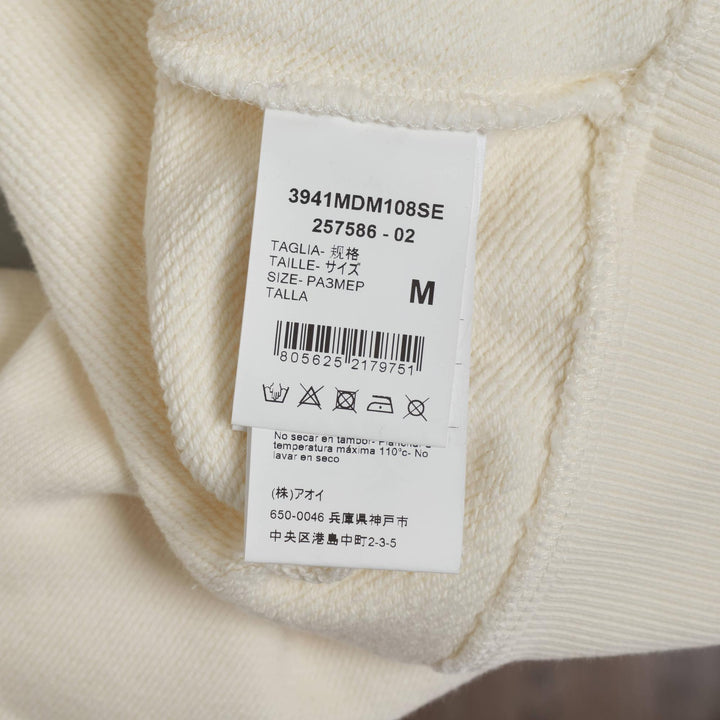 3941MDM108SE
257586 - 02
TAGLIA- 规格
TAILLE- サイズ
SIZE- РАЗМЕР
TALLA
M
805625 2179751
No secar en tambor- Planchar a
temperatura máxima 110°c- No
lavar en seco
(株)アオイ
650-0046 兵庫県神戸市
中央区港島中町2-3-5